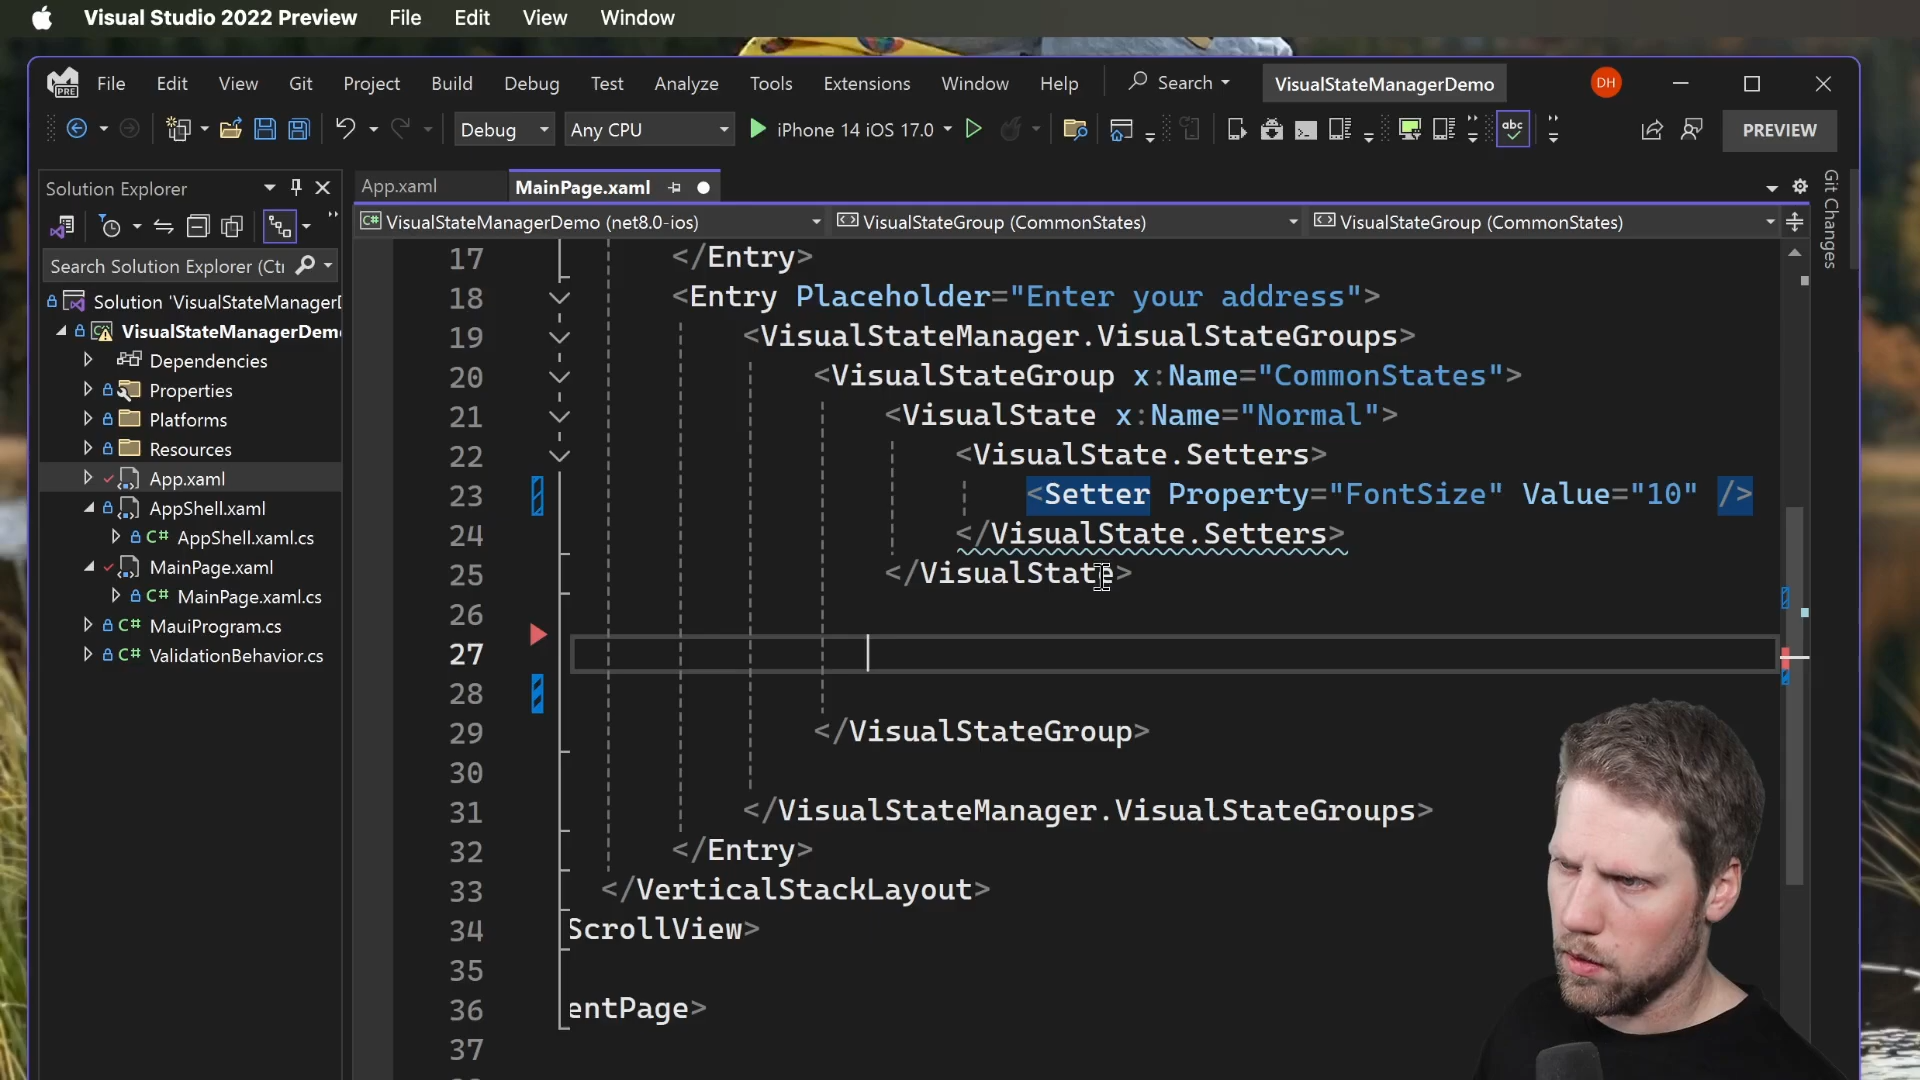 Visual Studio 2022 Preview File Edit View Window
PRE File Edit View Git Project Build Debug Test Analyze Tools Extensions Window Help Search VisualStateManagerDemo DH
Debug Any CPU iPhone 14 iOS 17.0 abc PREVIEW
Solution Explorer
App.xaml MainPage.xaml
VisualStateManagerDemo (net8.0-ios) VisualStateGroup (CommonStates) VisualStateGroup (CommonStates)
Git Changes
Search Solution Explorer (Ctr
Solution 'VisualStateManagerD
VisualStateManagerDem
Dependencies
Properties
Platforms
Resources
App.xaml
AppShell.xaml
C# AppShell.xaml.cs
MainPage.xaml
C# MainPage.xaml.cs
C# MauiProgram.cs
C# ValidationBehavior.cs
17 </Entry>
18 <Entry Placeholder="Enter your address">
19 <VisualStateManager.VisualStateGroups>
20 <VisualStateGroup x:Name="CommonStates">
21 <VisualState x:Name="Normal">
22 <VisualState.Setters>
23 <Setter Property="FontSize" Value="10" />
24 </VisualState.Setters>
25 </VisualState>
26
27
28
29 </VisualStateGroup>
30
31 </VisualStateManager.VisualStateGroups>
32 </Entry>
33 </VerticalStackLayout>
34 ScrollView>
35
36 entPage>
37